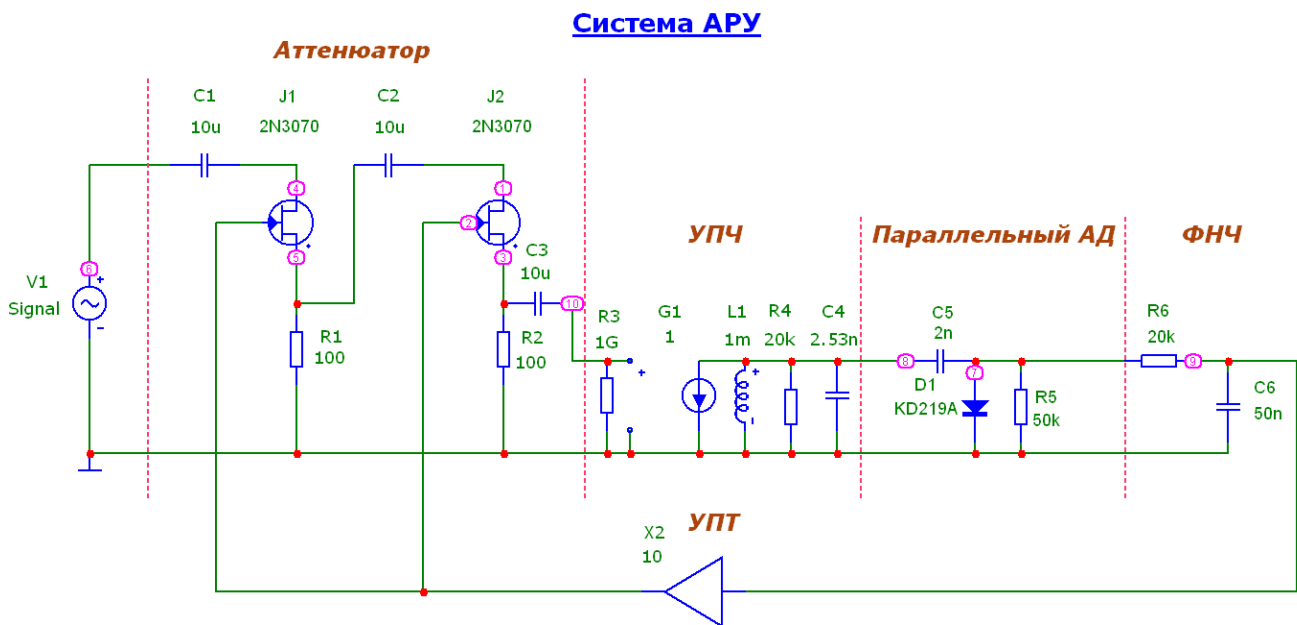 Система АРУ
Аттенюатор
C1
10u
J1
2N3070
C2
10u
J2
2N3070
4
1
2
5
3
6
V1
Signal
R1
100
C3
10u
10
R2
100
УПЧ
R3
1G
G1
1
L1
1m
R4
20k
C4
2.53n
Параллельный АД
8
C5
2n
7
D1
KD219A
R5
50k
ФНЧ
R6
20k
9
C6
50n
УПТ
X2
10